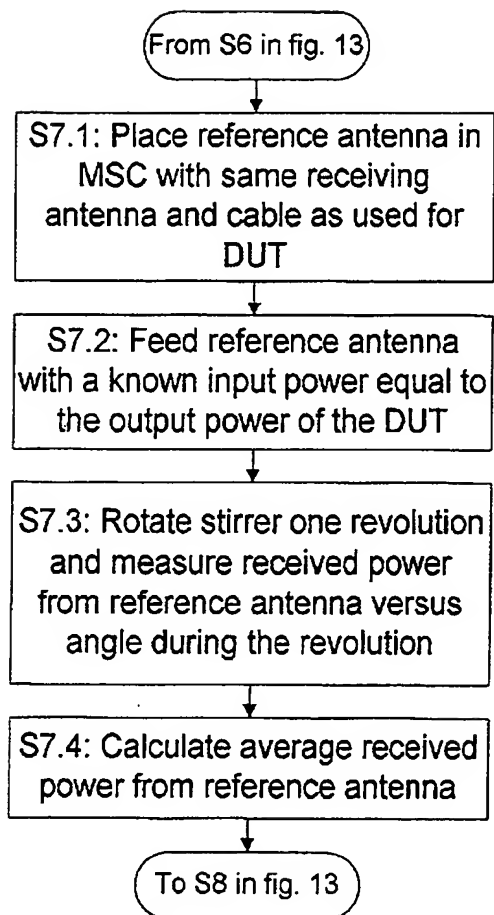 From S6 in fig. 13
S7.1: Place reference antenna in
MSC with same receiving
antenna and cable as used for
DUT
S7.2: Feed reference antenna
with a known input power equal to
the output power of the DUT
S7.3: Rotate stirrer one revolution
and measure received power
from reference antenna versus
angle during the revolution
S7.4: Calculate average received
power from reference antenna
To S8 in fig. 13